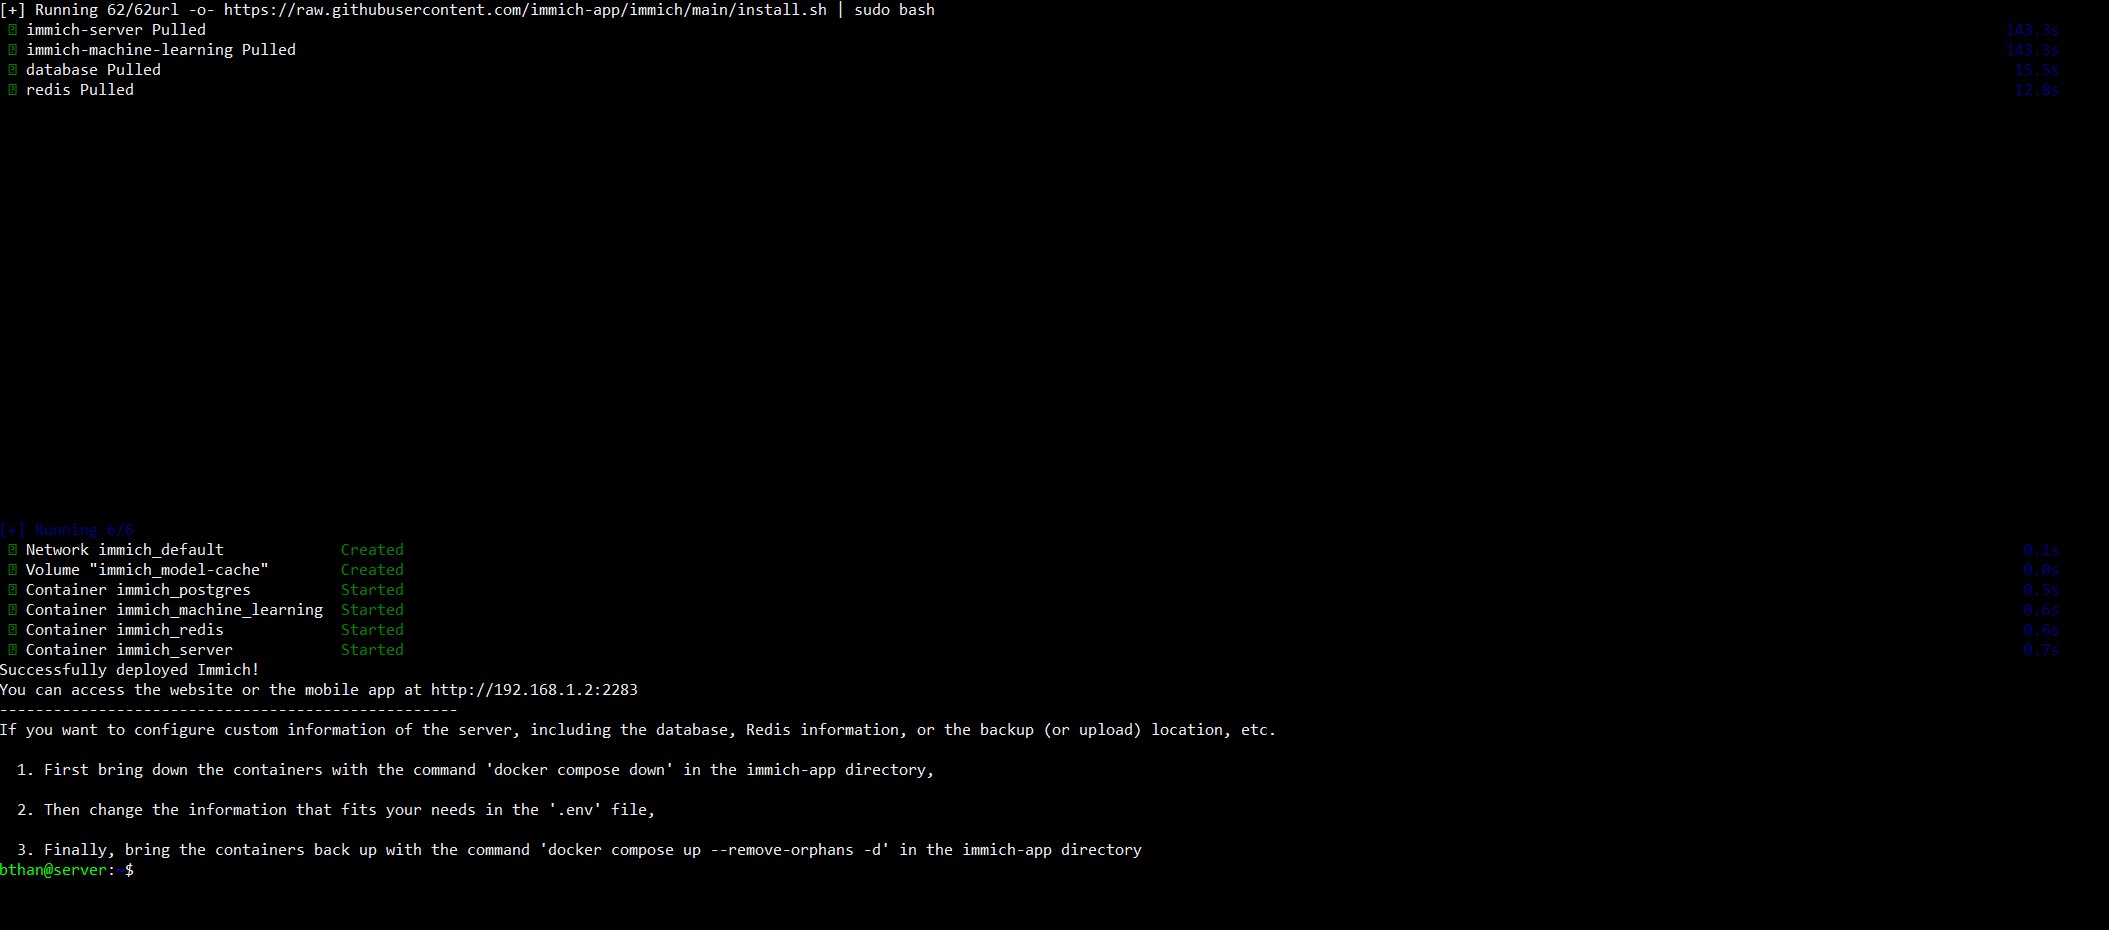 [+] Running 62/62url -o- https://raw.githubusercontent.com/immich-app/immich/main/install.sh | sudo bash
immich-server Pulled 143.3s
immich-machine-learning Pulled 143.3s
database Pulled 15.5s
redis Pulled 12.8s
[+] Running 6/6
Network immich_default Created 0.1s
Volume "immich_model-cache" Created 0.0s
Container immich_postgres Started 0.5s
Container immich_machine_learning Started 0.6s
Container immich_redis Started 0.6s
Container immich_server Started 0.7s
Successfully deployed Immich!
You can access the website or the mobile app at http://192.168.1.2:2283
---------------------------------------------------
If you want to configure custom information of the server, including the database, Redis information, or the backup (or upload) location, etc.
1. First bring down the containers with the command 'docker compose down' in the immich-app directory,
2. Then change the information that fits your needs in the '.env' file,
3. Finally, bring the containers back up with the command 'docker compose up --remove-orphans -d' in the immich-app directory
bthan@server:~$